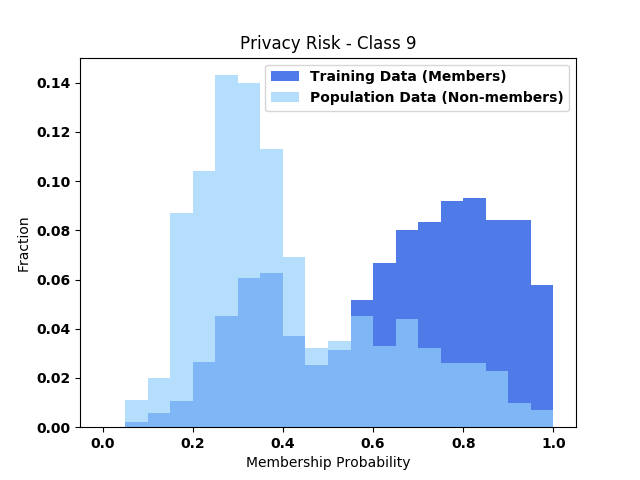 Privacy Risk - Class 9
Training Data (Members)
Population Data (Non-members)
Fraction
0.14
0.12
0.10
0.08
0.06
0.04
0.02
0.00
0.0 0.2 0.4 0.6 0.8 1.0
Membership Probability